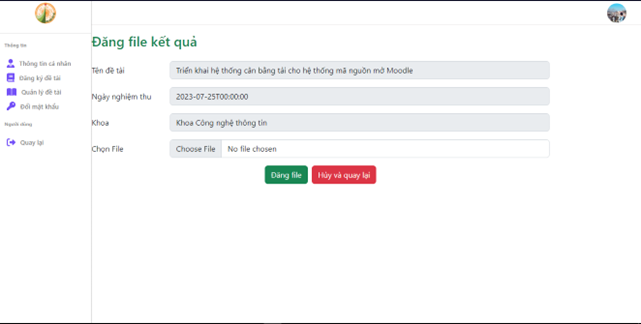 Thông tin
Thông tin cá nhân
Đăng ký đề tài
Quản lý đề tài
Đổi mật khẩu
Người dùng
Quay lại
Đăng file kết quả
Tên đề tài
Triển khai hệ thống cân bằng tải cho hệ thống mã nguồn mở Moodle
Ngày nghiệm thu
2023-07-25T00:00:00
Khoa
Khoa Công nghệ thông tin
Chọn File
Choose File No file chosen
Đăng file
Hủy và quay lại